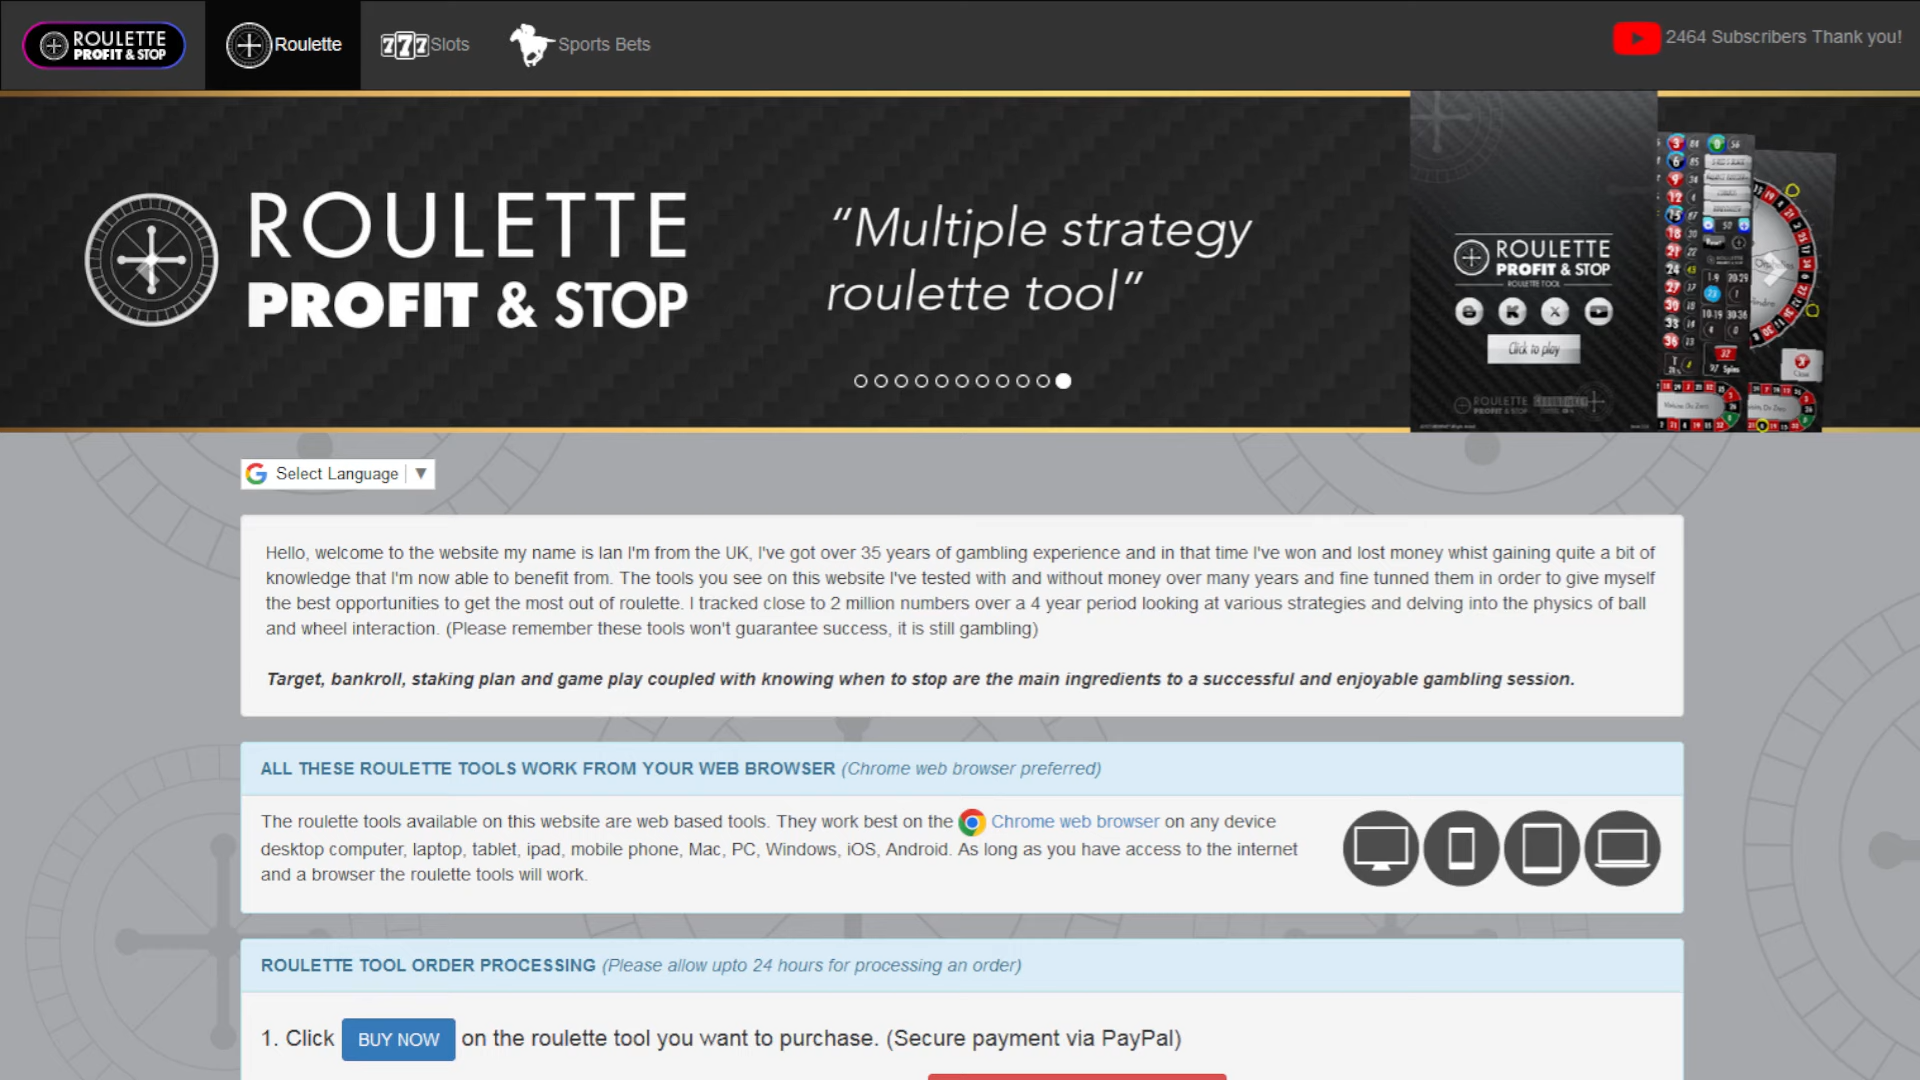 ROULETTE
PROFIT & STOP
Roulette
777 Slots
Sports Bets
2464 Subscribers Thank you!
ROULETTE
PROFIT & STOP
“Multiple strategy
roulette tool”
ROULETTE
PROFIT & STOP
ROULETTE TOOL
Click to play
ROULETTE
PROFIT & STOP
Select Language ▼
Hello, welcome to the website my name is Ian I'm from the UK, I've got over 35 years of gambling experience and in that time I've won and lost money whist gaining quite a bit of
knowledge that I'm now able to benefit from. The tools you see on this website I've tested with and without money over many years and fine tunned them in order to give myself
the best opportunities to get the most out of roulette. I tracked close to 2 million numbers over a 4 year period looking at various strategies and delving into the physics of ball
and wheel interaction. (Please remember these tools won't guarantee success, it is still gambling)
Target, bankroll, staking plan and game play coupled with knowing when to stop are the main ingredients to a successful and enjoyable gambling session.
ALL THESE ROULETTE TOOLS WORK FROM YOUR WEB BROWSER (Chrome web browser preferred)
The roulette tools available on this website are web based tools. They work best on the Chrome web browser on any device
desktop computer, laptop, tablet, ipad, mobile phone, Mac, PC, Windows, iOS, Android. As long as you have access to the internet
and a browser the roulette tools will work.
ROULETTE TOOL ORDER PROCESSING (Please allow upto 24 hours for processing an order)
1. Click BUY NOW on the roulette tool you want to purchase. (Secure payment via PayPal)